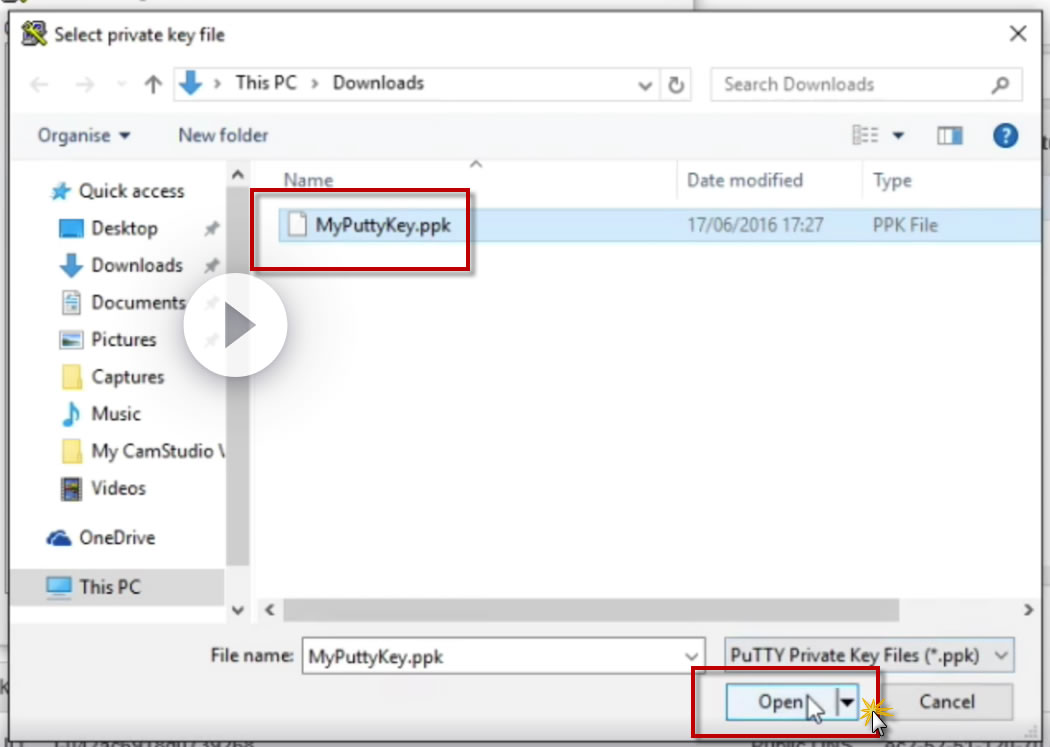 Select private key file
This PC > Downloads
Search Downloads
Organise
New folder
?
Name
Date modified
Type
Quick access
MyPuttyKey.ppk
17/06/2016 17:27
PPK File
Desktop
Downloads
Documents
Pictures
Captures
Music
My CamStudio
Videos
OneDrive
This PC
File name:
MyPuttyKey.ppk
PuTTY Private Key Files (*.ppk)
Open
Cancel